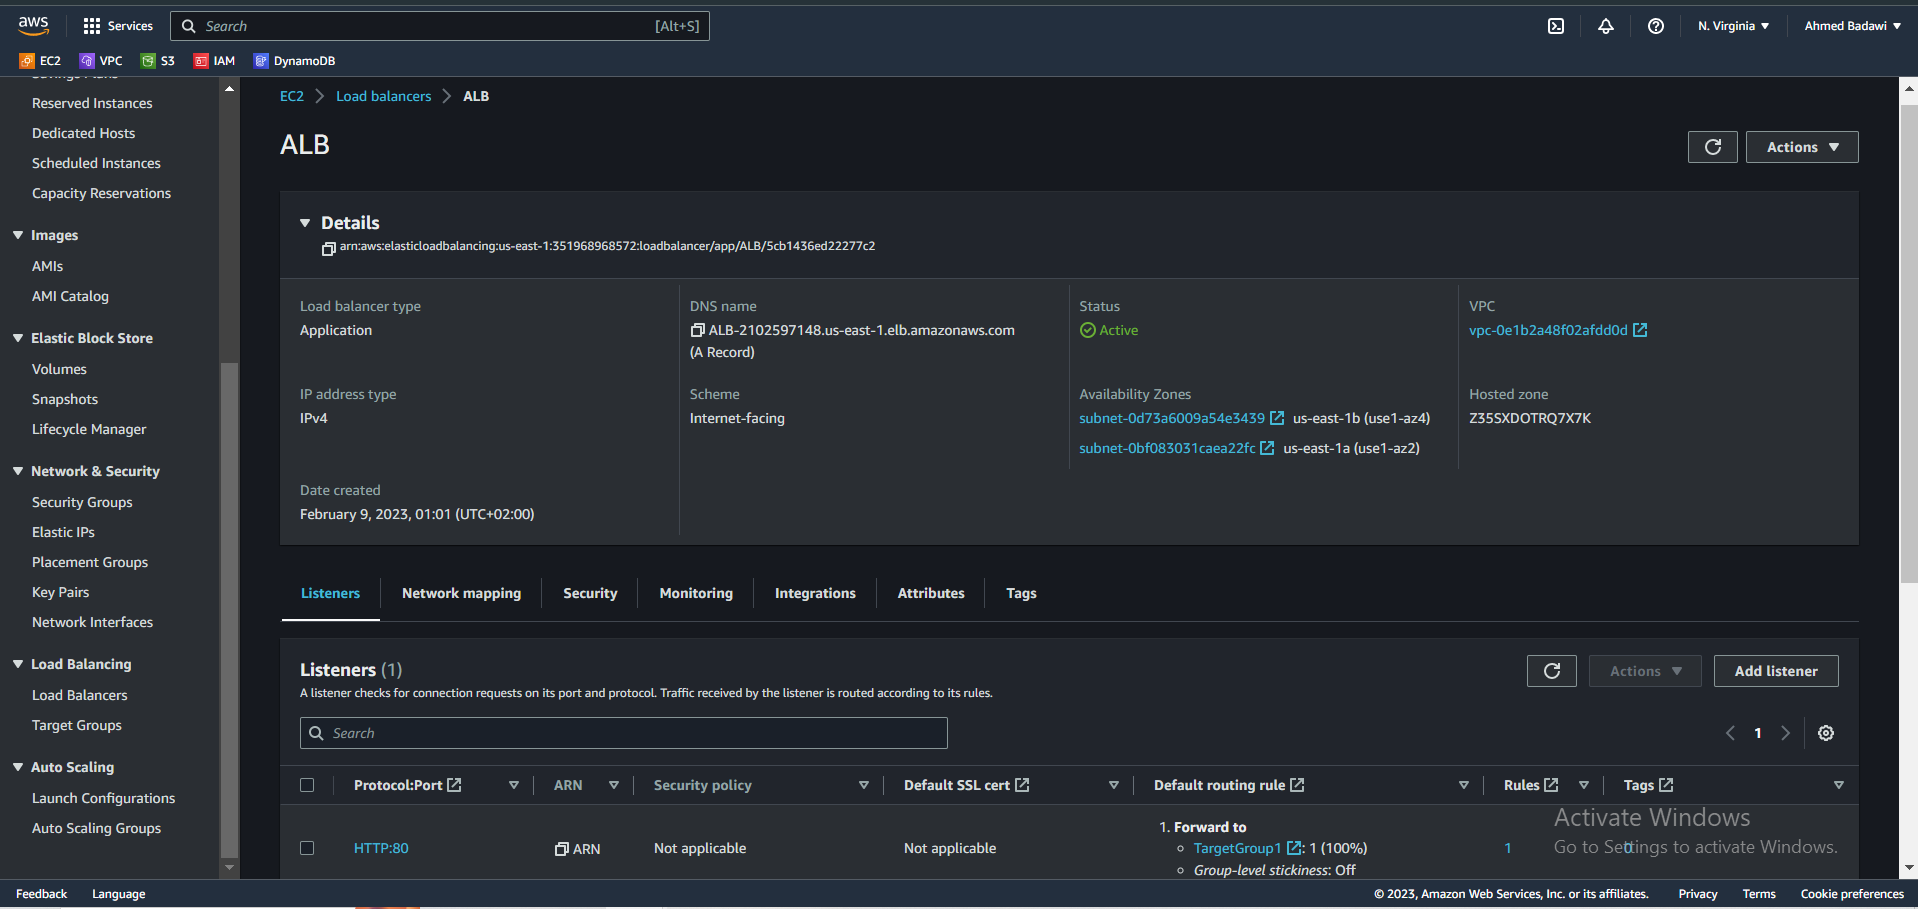 aws
Services
Search
[Alt+S]
N. Virginia
Ahmed Badawi
EC2
VPC
S3
IAM
DynamoDB
Savings Plans
Reserved Instances
Dedicated Hosts
Scheduled Instances
Capacity Reservations
Images
AMIs
AMI Catalog
Elastic Block Store
Volumes
Snapshots
Lifecycle Manager
Network & Security
Security Groups
Elastic IPs
Placement Groups
Key Pairs
Network Interfaces
Load Balancing
Load Balancers
Target Groups
Auto Scaling
Launch Configurations
Auto Scaling Groups
EC2 > Load balancers > ALB
ALB
Actions
Details
arn:aws:elasticloadbalancing:us-east-1:351968968572:loadbalancer/app/ALB/5cb1436ed22277c2
Load balancer type
Application
DNS name
ALB-2102597148.us-east-1.elb.amazonaws.com
(A Record)
Status
Active
VPC
vpc-0e1b2a48f02afdd0d
IP address type
IPv4
Scheme
Internet-facing
Availability Zones
subnet-0d73a6009a54e3439 us-east-1b (use1-az4)
subnet-0bf083031caea22fc us-east-1a (use1-az2)
Hosted zone
Z35SXDOTRQ7X7K
Date created
February 9, 2023, 01:01 (UTC+02:00)
Listeners
Network mapping
Security
Monitoring
Integrations
Attributes
Tags
Listeners (1)
A listener checks for connection requests on its port and protocol. Traffic received by the listener is routed according to its rules.
Actions
Add listener
Search
1
Protocol:Port
ARN
Security policy
Default SSL cert
Default routing rule
Rules
Tags
HTTP:80
ARN
Not applicable
Not applicable
1. Forward to
TargetGroup1: 1 (100%)
Group-level stickiness: Off
1
0
Activate Windows
Go to Settings to activate Windows.
Feedback
Language
© 2023, Amazon Web Services, Inc. or its affiliates.
Privacy
Terms
Cookie preferences